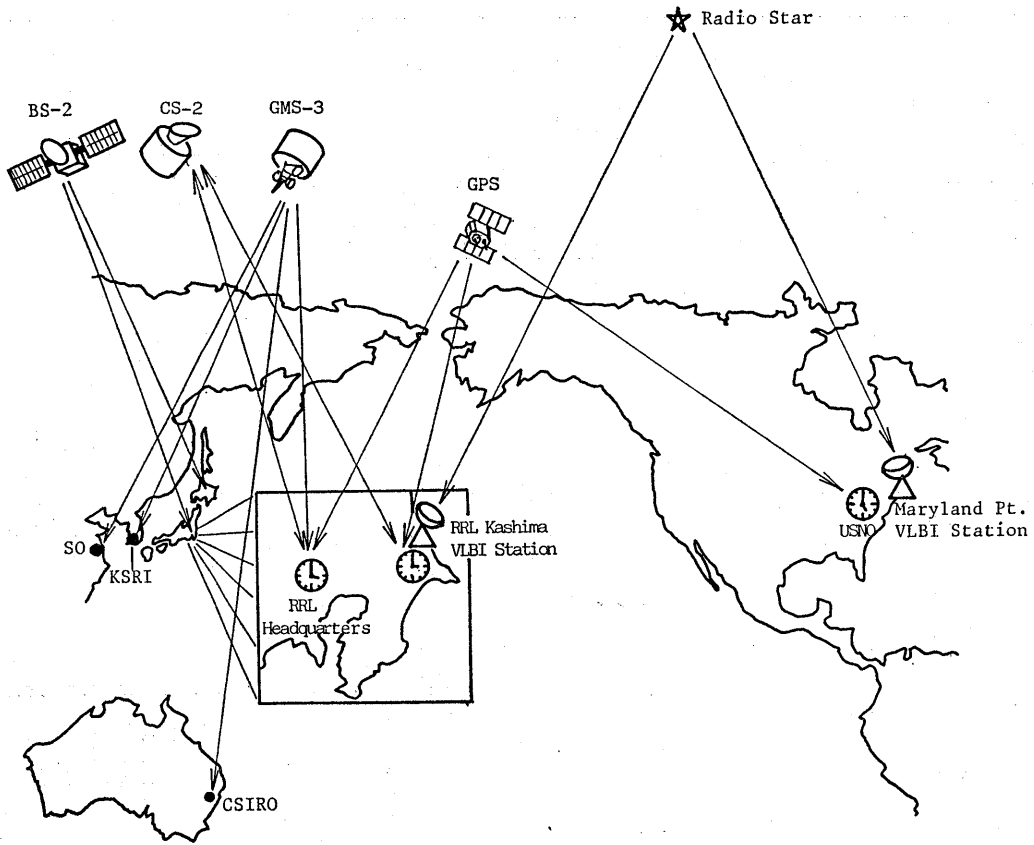 Radio Star
BS-2
CS-2
GMS-3
GPS
SO
KSRI
RRL Kashima
VLBI Station
RRL
Headquarters
USNO
Maryland Pt.
VLBI Station
CSIRO